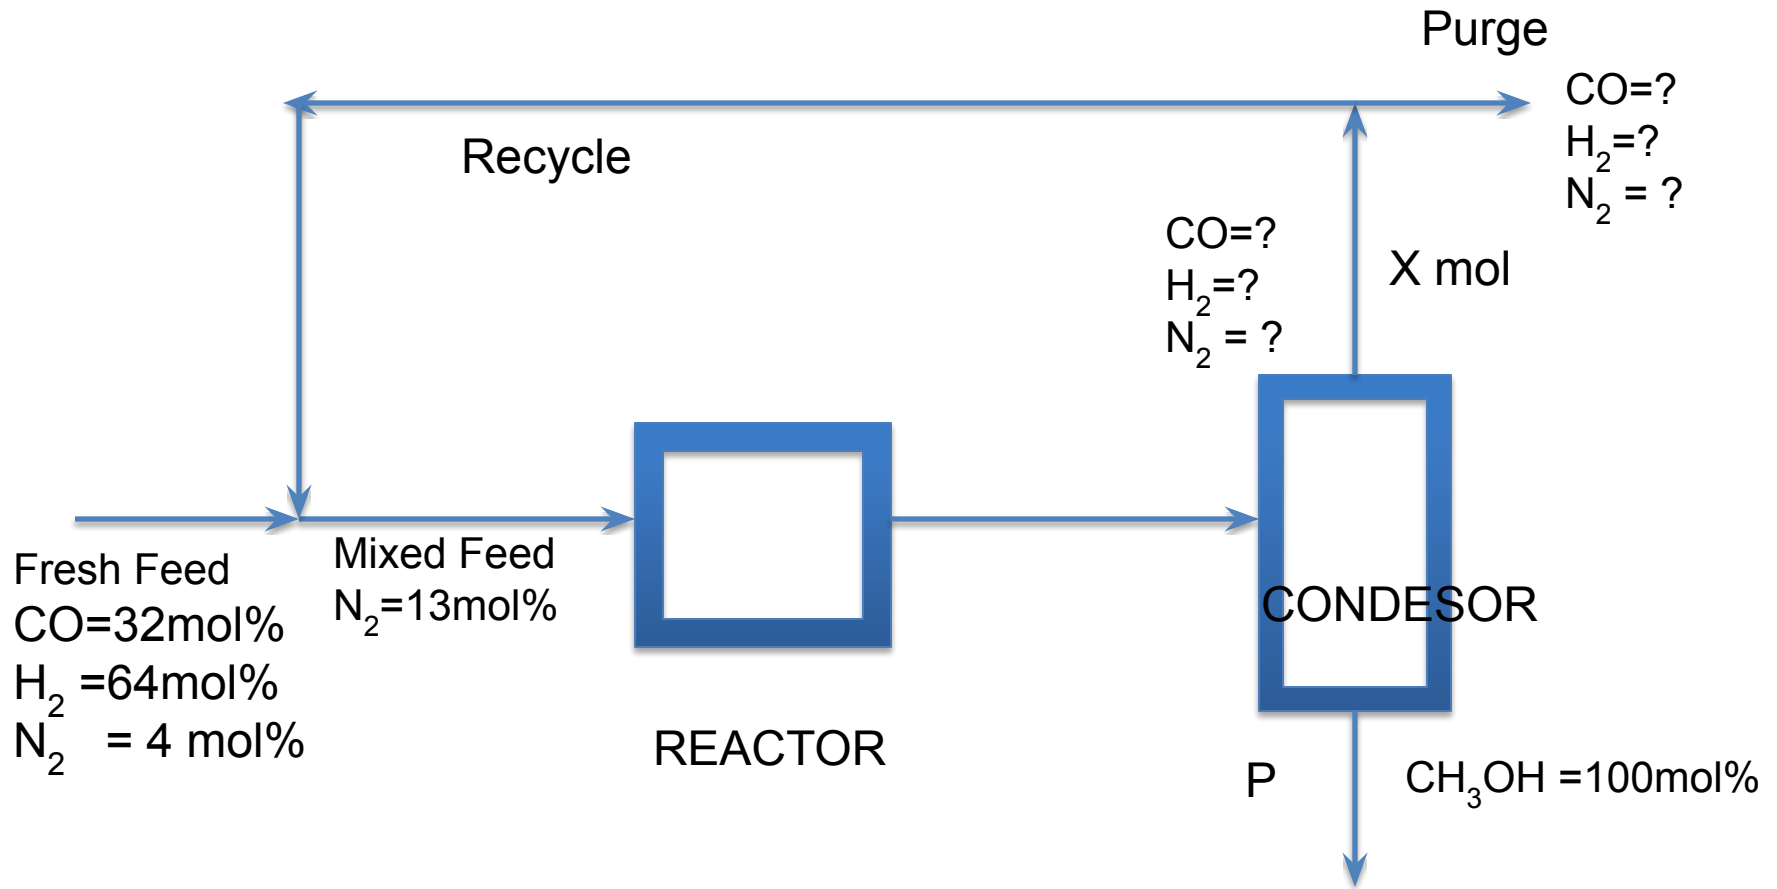 Purge
CO=?
H₂=?
N₂ = ?
Recycle
CO=?
H₂=?
N₂ = ?
X mol
Fresh Feed
CO=32mol%
H₂ =64mol%
N₂ = 4 mol%
Mixed Feed
N₂=13mol%
REACTOR
CONDESOR
P
CH₃OH =100mol%